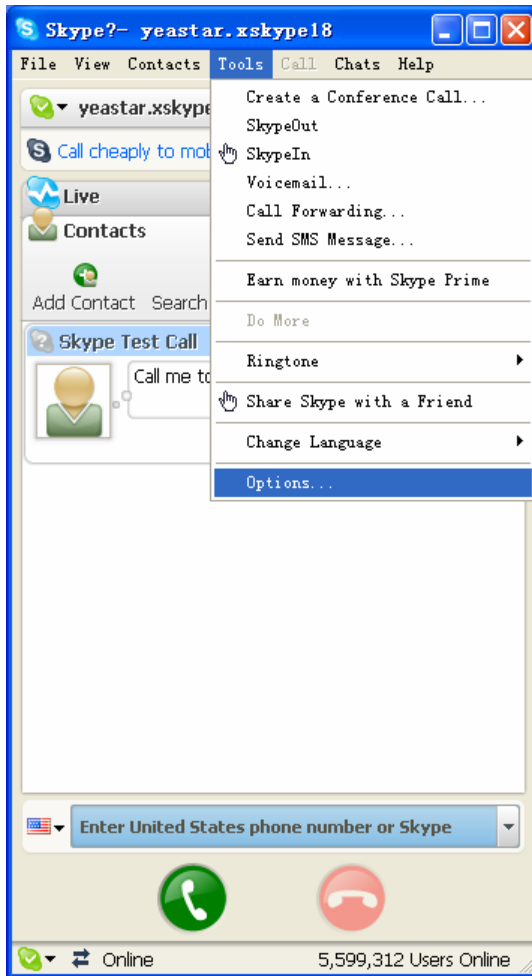 Skype?- yeastar.xskype18
File View Contacts Tools Call Chats Help
yeastar.xskype
Call cheaply to mob
Live
Contacts
Add Contact Search
Skype Test Call
Call me to
Create a Conference Call...
SkypeOut
SkypeIn
Voicemail...
Call Forwarding...
Send SMS Message...
Earn money with Skype Prime
Do More
Ringtone
Share Skype with a Friend
Change Language
Options...
Enter United States phone number or Skype
Online 5,599,312 Users Online